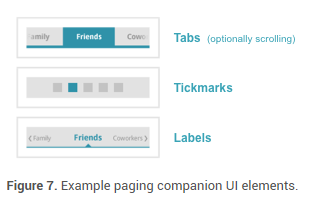 amily Friends Cowo
Tabs (optionally scrolling)
Tickmarks
Family Friends Coworkers
Labels
Figure 7. Example paging companion UI elements.